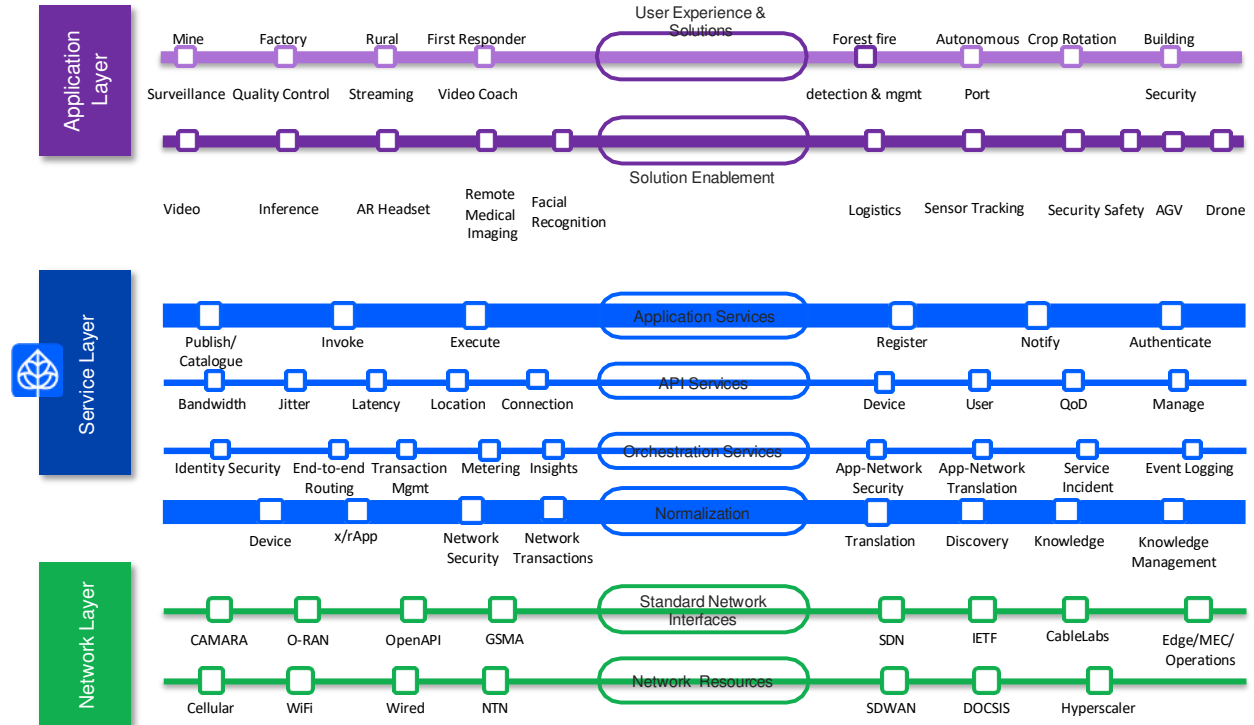 Application
Layer
User Experience &
Solutions
Mine
Factory
Rural
First Responder
Forest fire
Autonomous
Crop Rotation
Building
Surveillance
Quality Control
Streaming
Video Coach
detection & mgmt
Port
Security
Solution Enablement
Video
Inference
AR Headset
Remote
Medical
Imaging
Facial
Recognition
Logistics
Sensor Tracking
Security
Safety
AGV
Drone
Service Layer
Application Services
Publish/
Catalogue
Invoke
Execute
Register
Notify
Authenticate
API Services
Bandwidth
Jitter
Latency
Location
Connection
Device
User
QoD
Manage
Orchestration Services
Identity Security
End-to-end
Routing
Transaction
Mgmt
Metering
Insights
App-Network
Security
App-Network
Translation
Service
Incident
Event Logging
Normalization
Device
x/rApp
Network
Security
Network
Transactions
Translation
Discovery
Knowledge
Knowledge
Management
Network Layer
Standard Network
Interfaces
CAMARA
O-RAN
OpenAPI
GSMA
SDN
IETF
CableLabs
Edge/MEC/
Operations
Network Resources
Cellular
WiFi
Wired
NTN
SDWAN
DOCSIS
Hyperscaler